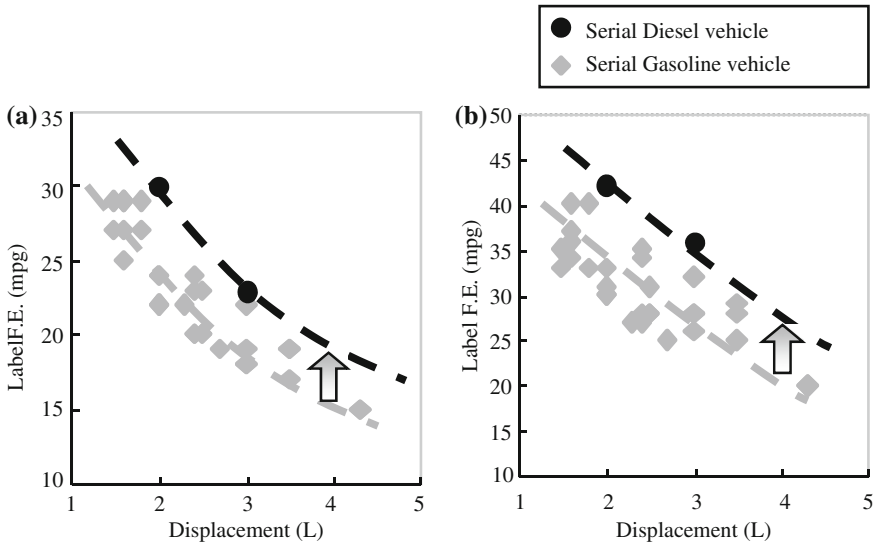 Serial Diesel vehicle
Serial Gasoline vehicle
(a)
35
30
25
20
15
10
LabelF.E. (mpg)
1 2 3 4 5
Displacement (L)
(b)
50
45
40
35
30
25
20
15
10
Label F.E. (mpg)
1 2 3 4 5
Displacement (L)